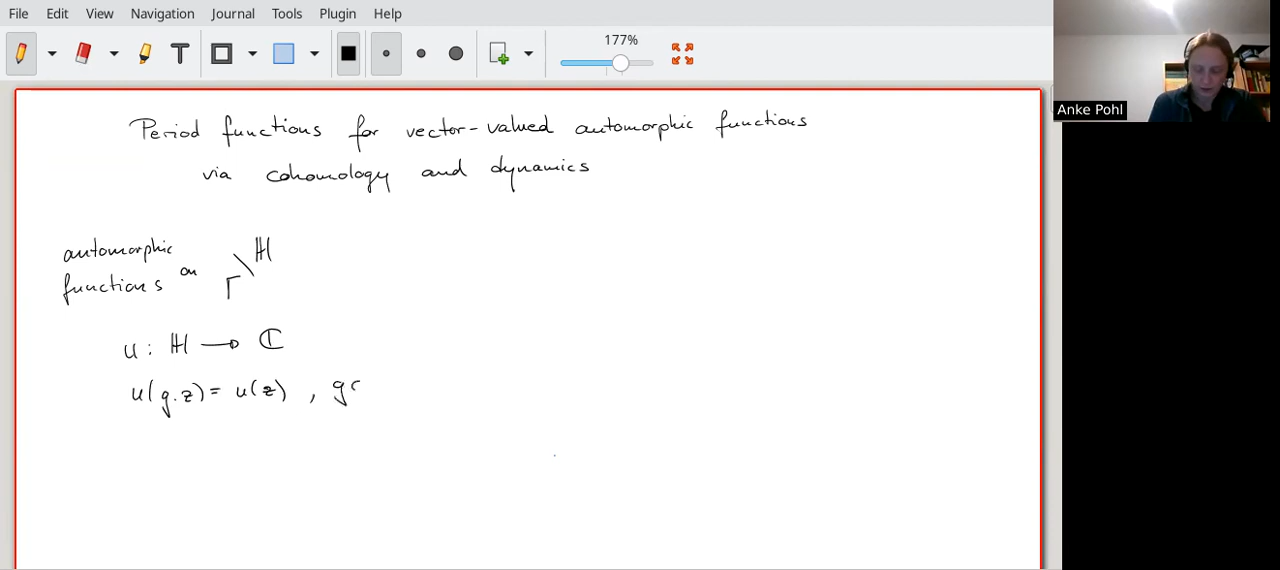 File Edit View Navigation Journal Tools Plugin Help
T
177%
Anke Pohl
Period functions for vector-valued automorphic functions
via cohomology and dynamics
automorphic
functions on Γ\ℍ
u : ℍ → ℂ
u(g.z) = u(z) , g